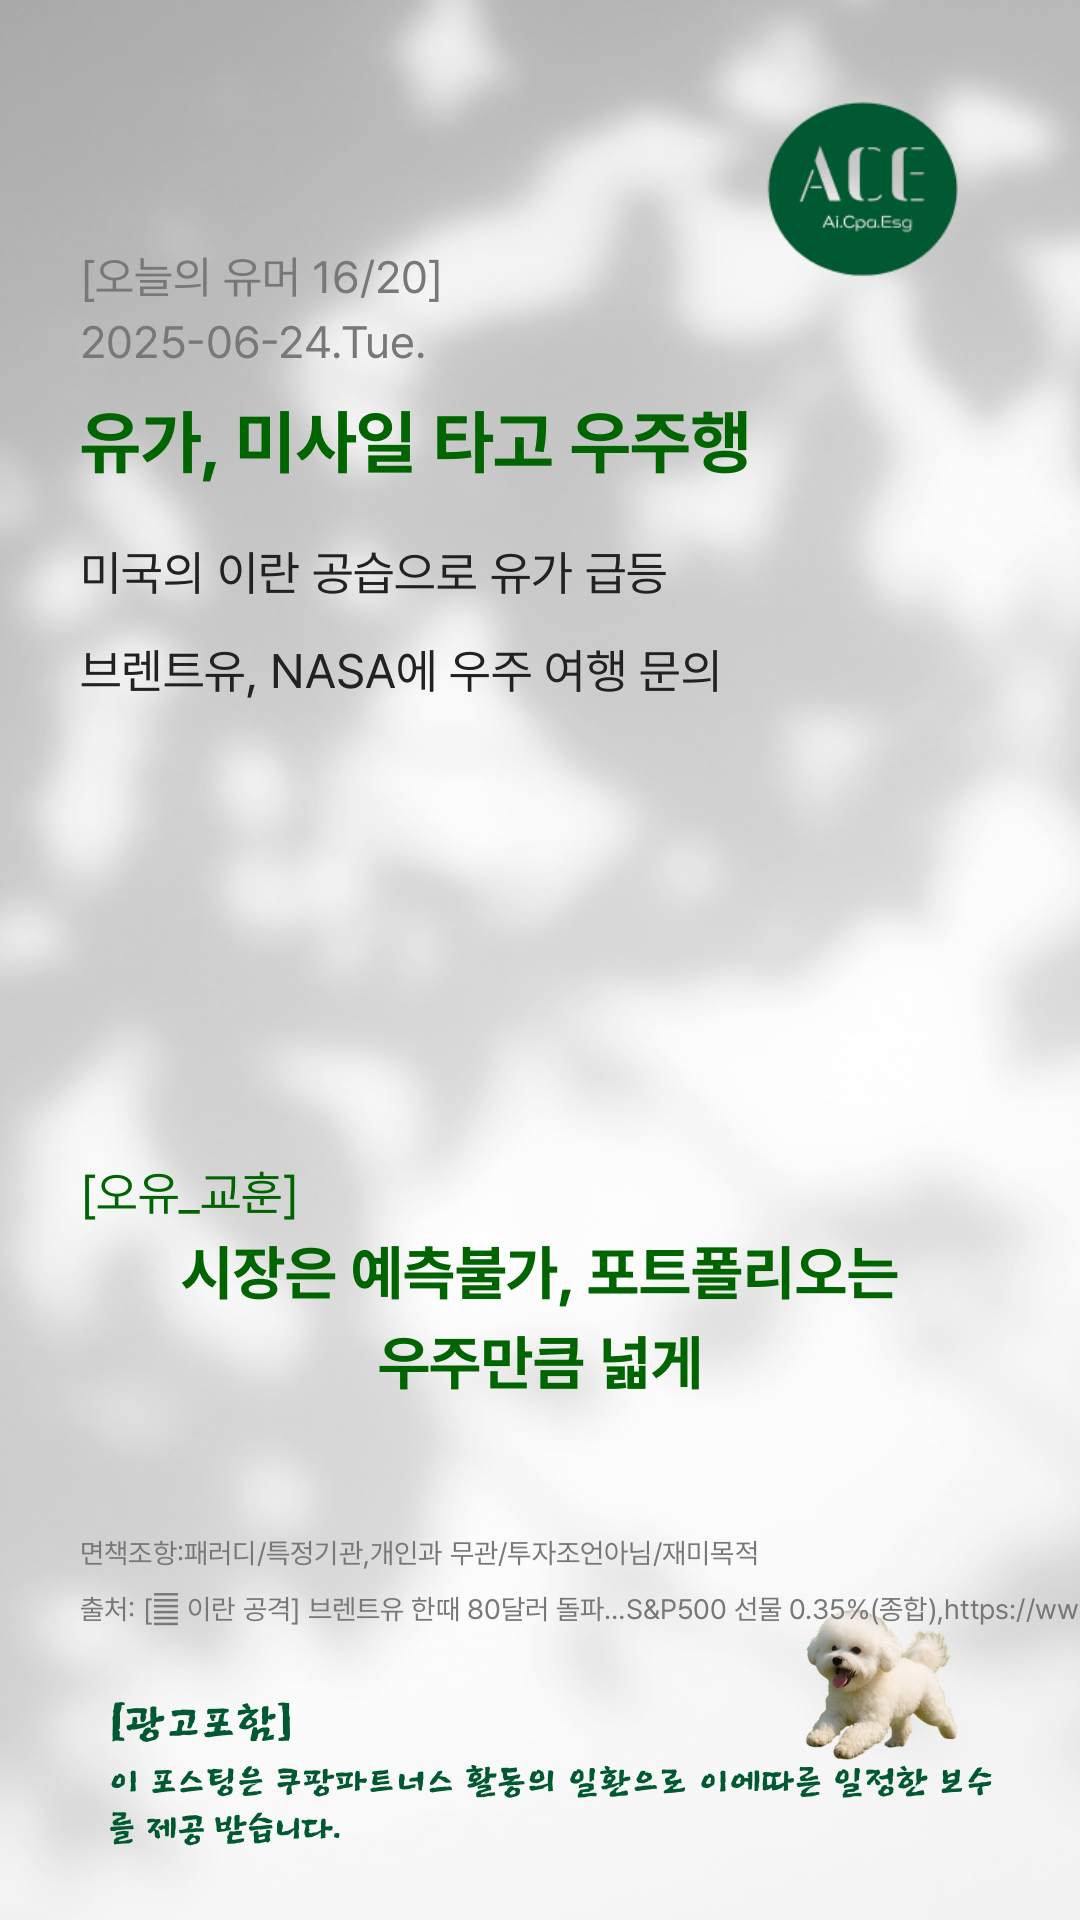 ACE
Ai.Cpa.Esg
[오늘의 유머 16/20]
2025-06-24.Tue.
유가, 미사일 타고 우주행
미국의 이란 공습으로 유가 급등
브렌트유, NASA에 우주 여행 문의
[오유_교훈]
시장은 예측불가, 포트폴리오는
우주만큼 넓게
면책조항:패러디/특정기관,개인과 무관/투자조언아님/재미목적
출처: [ 이란 공격] 브렌트유 한때 80달러 돌파...S&P500 선물 0.35%(종합),https://ww
[광고포함]
이 포스팅은 쿠팡파트너스 활동의 일환으로 이에따른 일정한 보수
를 제공 받습니다.